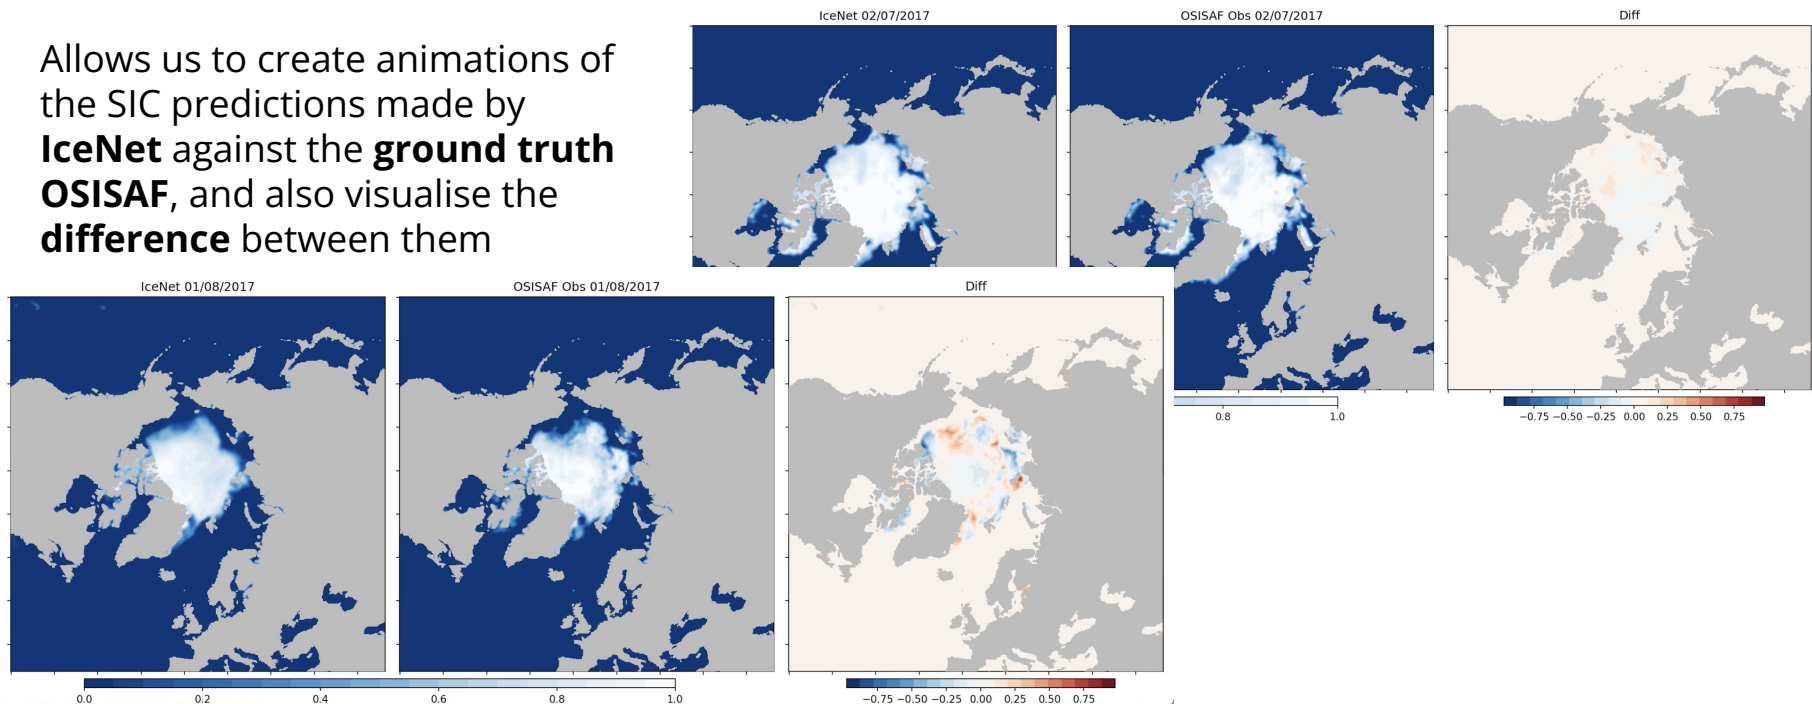 Allows us to create animations of
the SIC predictions made by
IceNet against the ground truth
OSISAF, and also visualise the
difference between them
IceNet 02/07/2017
OSISAF Obs 02/07/2017
Diff
0.8 1.0
−0.75 −0.50 −0.25 0.00 0.25 0.50 0.75
IceNet 01/08/2017
OSISAF Obs 01/08/2017
Diff
0.0 0.2 0.4 0.6 0.8 1.0
−0.75 −0.50 −0.25 0.00 0.25 0.50 0.75